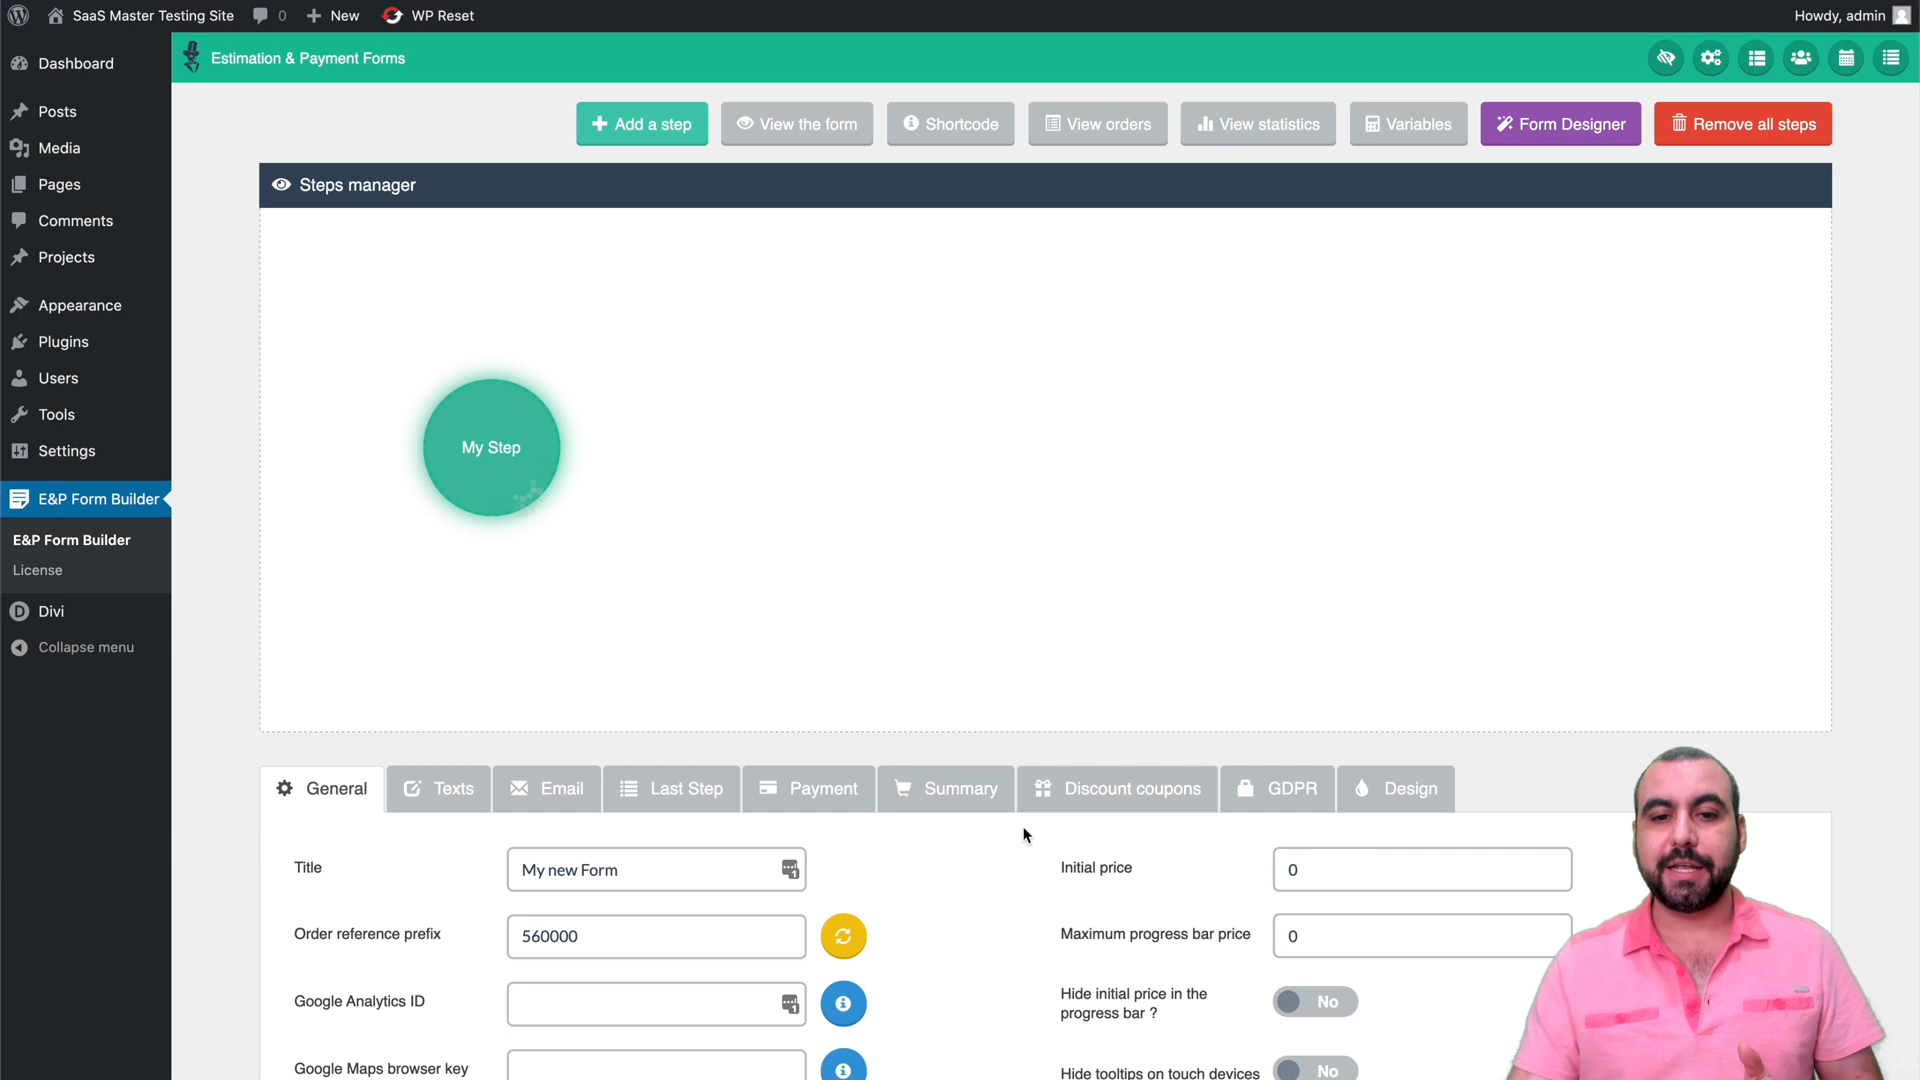 SaaS Master Testing Site
0
New
WP Reset
Howdy, admin
Dashboard
Posts
Media
Pages
Comments
Projects
Appearance
Plugins
Users
Tools
Settings
E&P Form Builder
E&P Form Builder
License
Divi
Collapse menu
Estimation & Payment Forms
Add a step
View the form
Shortcode
View orders
View statistics
Variables
Form Designer
Remove all steps
Steps manager
My Step
General
Texts
Email
Last Step
Payment
Summary
Discount coupons
GDPR
Design
Title
My new Form
Initial price
0
Order reference prefix
560000
Maximum progress bar price
0
Google Analytics ID
Hide initial price in the
progress bar ?
No
Google Maps browser key
Hide tooltips on touch devices
No